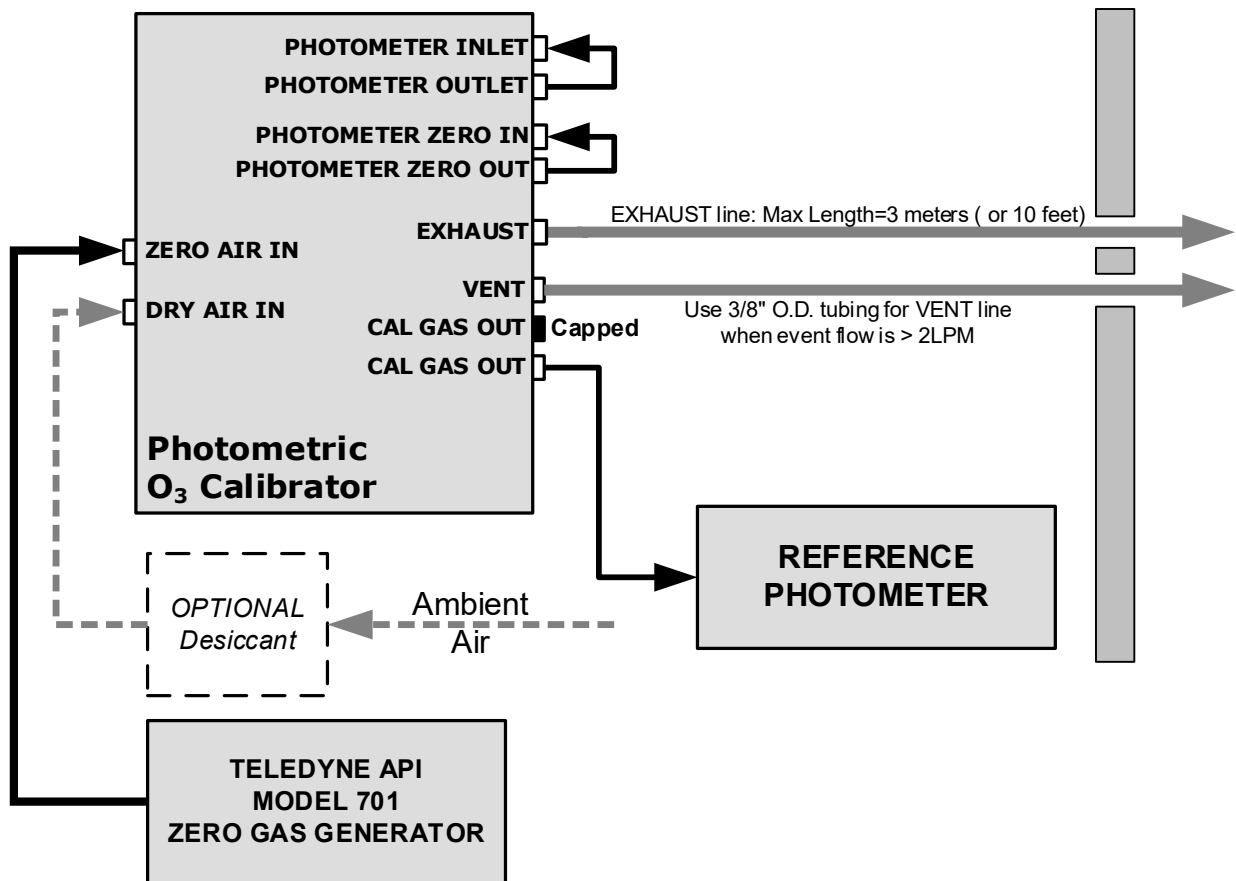 PHOTOMETER INLET
PHOTOMETER OUTLET
PHOTOMETER ZERO IN
PHOTOMETER ZERO OUT
EXHAUST
EXHAUST line: Max Length=3 meters ( or 10 feet)
ZERO AIR IN
VENT
DRY AIR IN
Use 3/8" O.D. tubing for VENT line
when event flow is > 2LPM
CAL GAS OUT
Capped
CAL GAS OUT
Photometric
O₃ Calibrator
REFERENCE
PHOTOMETER
OPTIONAL
Desiccant
Ambient
Air
TELEDYNE API
MODEL 701
ZERO GAS GENERATOR